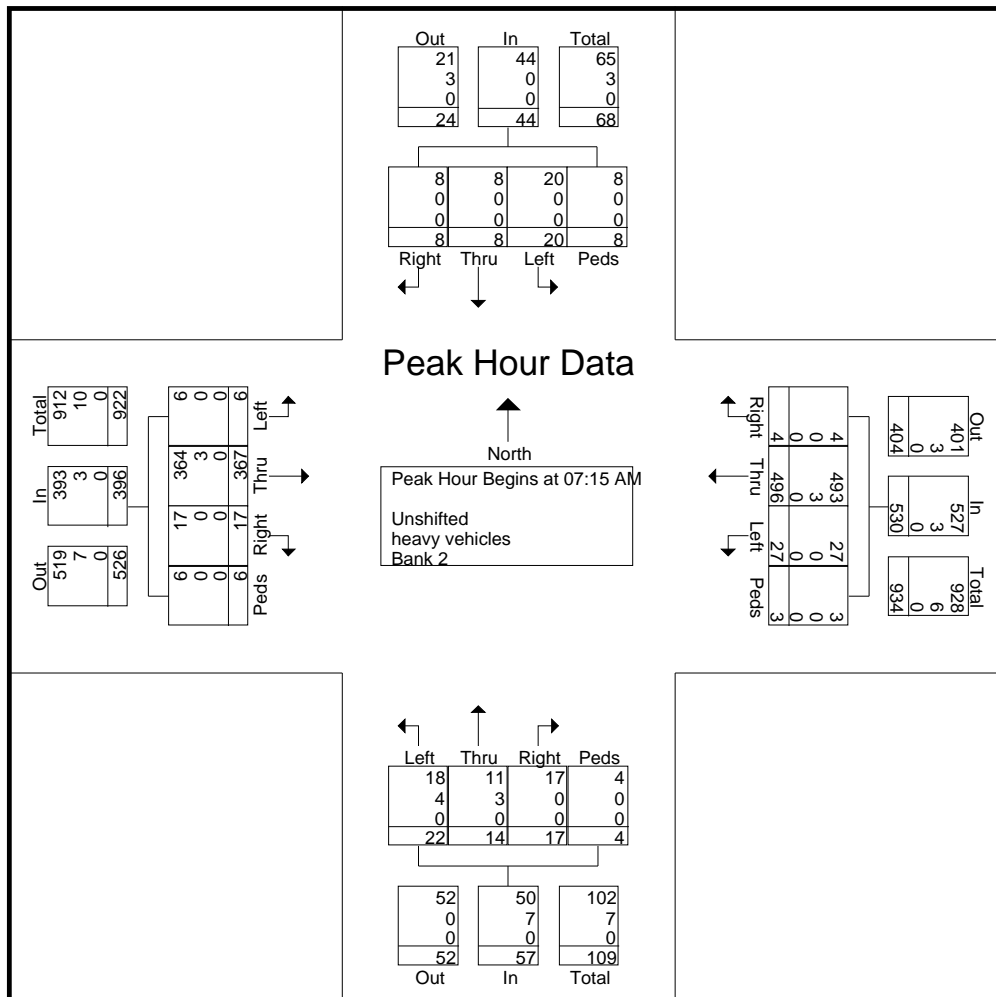 Out In Total
21 44 65
3 0 3
0 0 0
24 44 68
8 8 20 8
0 0 0 0
0 0 0 0
8 8 20 8
Right Thru Left Peds
Peak Hour Data
North
Peak Hour Begins at 07:15 AM
Unshifted
heavy vehicles
Bank 2
Total
912
10
0
922
In
393
3
0
396
Out
519
7
0
526
6 0 0 6 Left
364 3 0 367 Thru
17 0 0 17 Right
6 0 0 6 Peds
Right 4 0 0 4
Thru 493 3 0 496
Left 27 0 0 27
Peds 3 0 0 3
Out
401
3
0
404
In
527
3
0
530
Total
928
6
0
934
Left Thru Right Peds
18 11 17 4
4 3 0 0
0 0 0 0
22 14 17 4
52 50 102
0 7 7
0 0 0
52 57 109
Out In Total